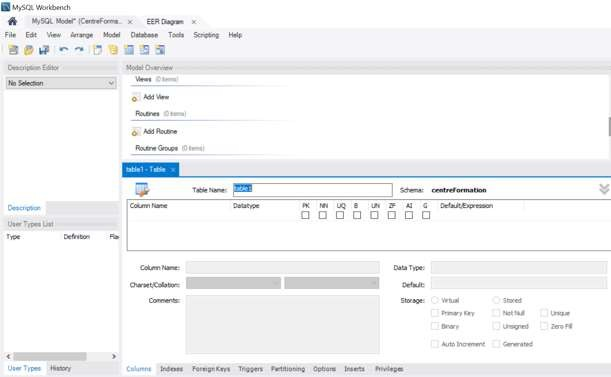 MySQL Workbench
MySQL Model* (CentreForma... × EER Diagram ×
File Edit View Arrange Model Database Tools Scripting Help
Description Editor
No Selection
Description
User Types List
Type Definition Flag
User Types History
Model Overview
Views (0 items)
Add View
Routines (0 items)
Add Routine
Routine Groups (0 items)
table1 - Table ×
Table Name: table1 Schema: centreFormation
Column Name Datatype PK NN UQ B UN ZF AI G Default/Expression
Column Name: Data Type:
Charset/Collation: Default:
Comments: Storage: Virtual Stored
Primary Key Not Null Unique
Binary Unsigned Zero Fill
Auto Increment Generated
Columns Indexes Foreign Keys Triggers Partitioning Options Inserts Privileges